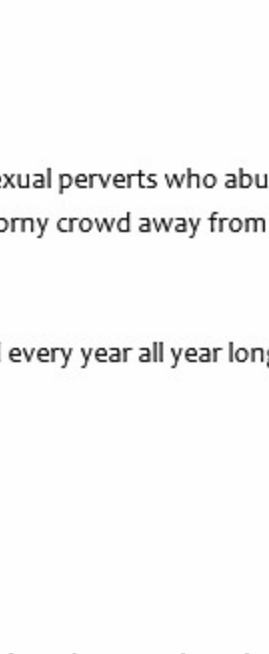 exual perverts who abu
orny crowd away from
every year all year long